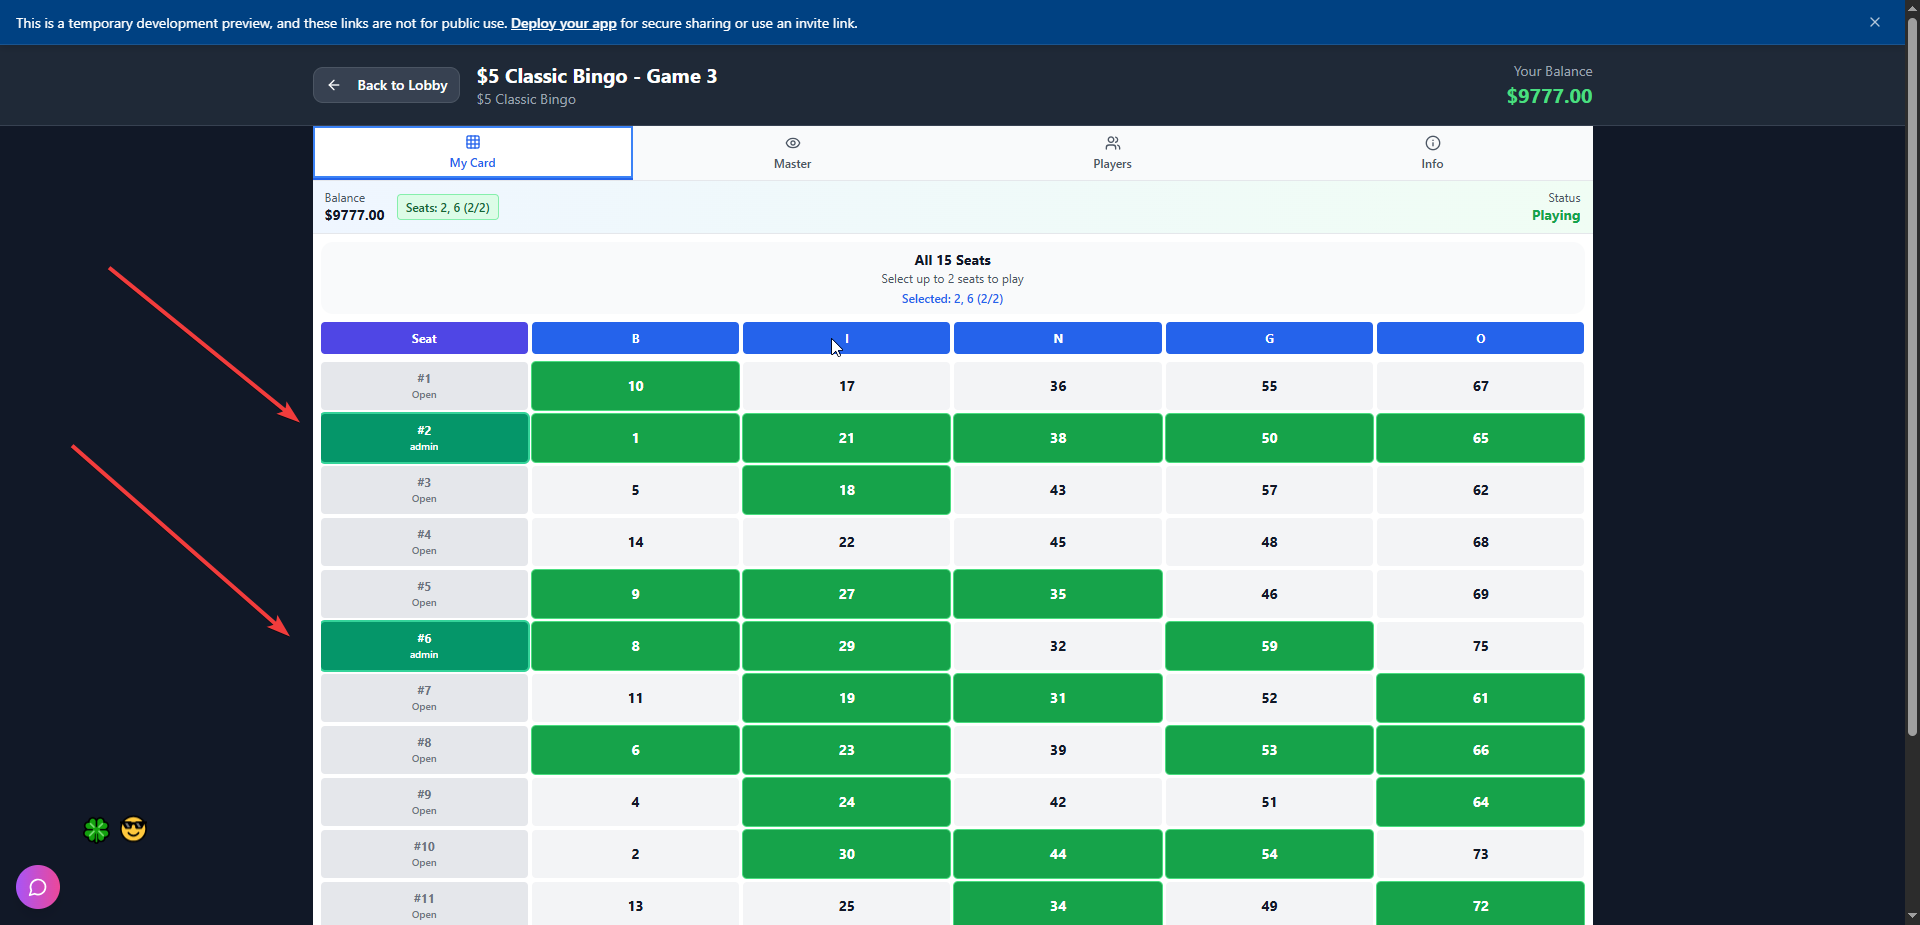 This is a temporary development preview, and these links are not for public use. Deploy your app for secure sharing or use an invite link.
Back to Lobby
$5 Classic Bingo - Game 3
$5 Classic Bingo
Your Balance
$9777.00
My Card
Master
Players
Info
Balance
$9777.00
Seats: 2, 6 (2/2)
Status
Playing
All 15 Seats
Select up to 2 seats to play
Selected: 2, 6 (2/2)
Seat B I N G O
#1 Open 10 17 36 55 67
#2 admin 1 21 38 50 65
#3 Open 5 18 43 57 62
#4 Open 14 22 45 48 68
#5 Open 9 27 35 46 69
#6 admin 8 29 32 59 75
#7 Open 11 19 31 52 61
#8 Open 6 23 39 53 66
#9 Open 4 24 42 51 64
#10 Open 2 30 44 54 73
#11 Open 13 25 34 49 72